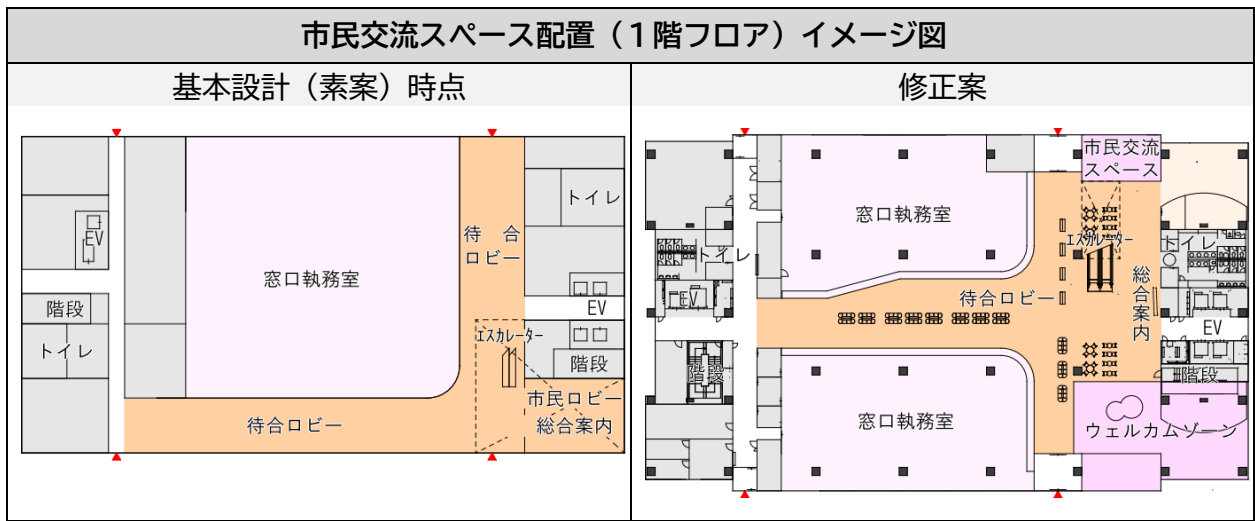 市民交流スペース配置（１階フロア）イメージ図
基本設計（素案）時点
修正案
トイレ
EV
待　合
ロビー
窓口執務室
EV
階段
エスカレーター
トイレ
階段
市民ロビー
総合案内
待合ロビー
市民交流
スペース
窓口執務室
エスカレーター
トイレ
トイレ
総合案内
待合ロビー
EV
EV
階段
階段
窓口執務室
ウェルカムゾーン